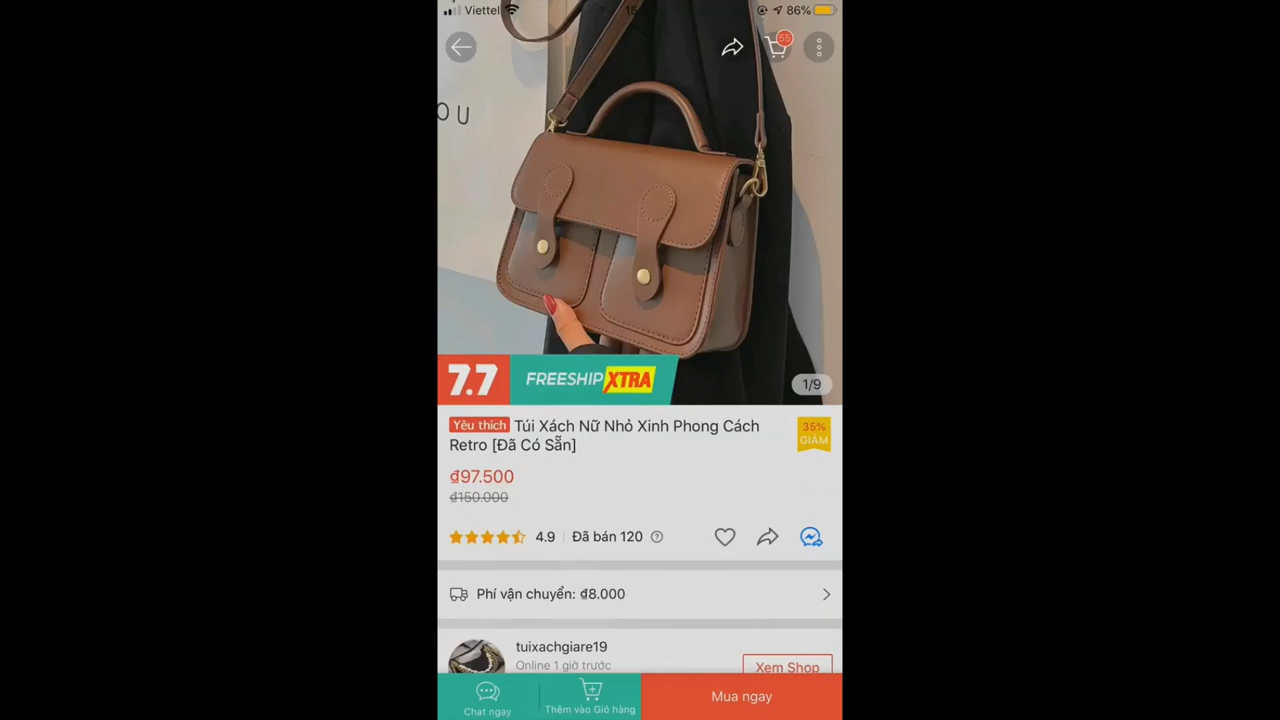 Viettel
86%
55
OU
7.7 FREESHIP XTRA
1/9
Yêu thích Túi Xách Nữ Nhỏ Xinh Phong Cách
Retro [Đã Có Sẵn]
35%
GIẢM
₫97.500
₫150.000
4.9 Đã bán 120
Phí vận chuyển: ₫8.000
tuixachgiare19
Online 1 giờ trước
Xem Shop
Chat ngay
Thêm vào Giỏ hàng
Mua ngay